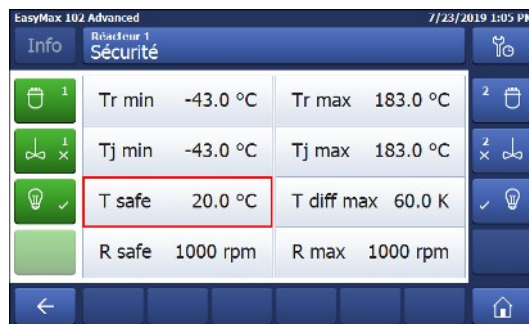 EasyMax 102 Advanced 7/23/2019 1:05 PM
Info Réacteur 1
Sécurité
1 Tr min -43.0 °C Tr max 183.0 °C 2
1 Tj min -43.0 °C Tj max 183.0 °C 2
T safe 20.0 °C T diff max 60.0 K
R safe 1000 rpm R max 1000 rpm